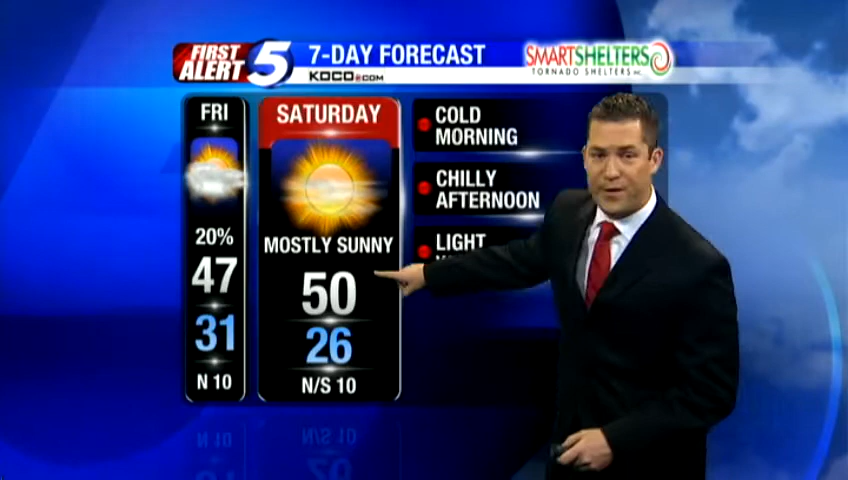 FIRST
ALERT 5
7-DAY FORECAST
KOCO.COM
SMARTSHELTERS
TORNADO SHELTERS INC.
FRI
20%
47
31
N 10
SATURDAY
MOSTLY SUNNY
50
26
N/S 10
COLD
MORNING
CHILLY
AFTERNOON
LIGHT